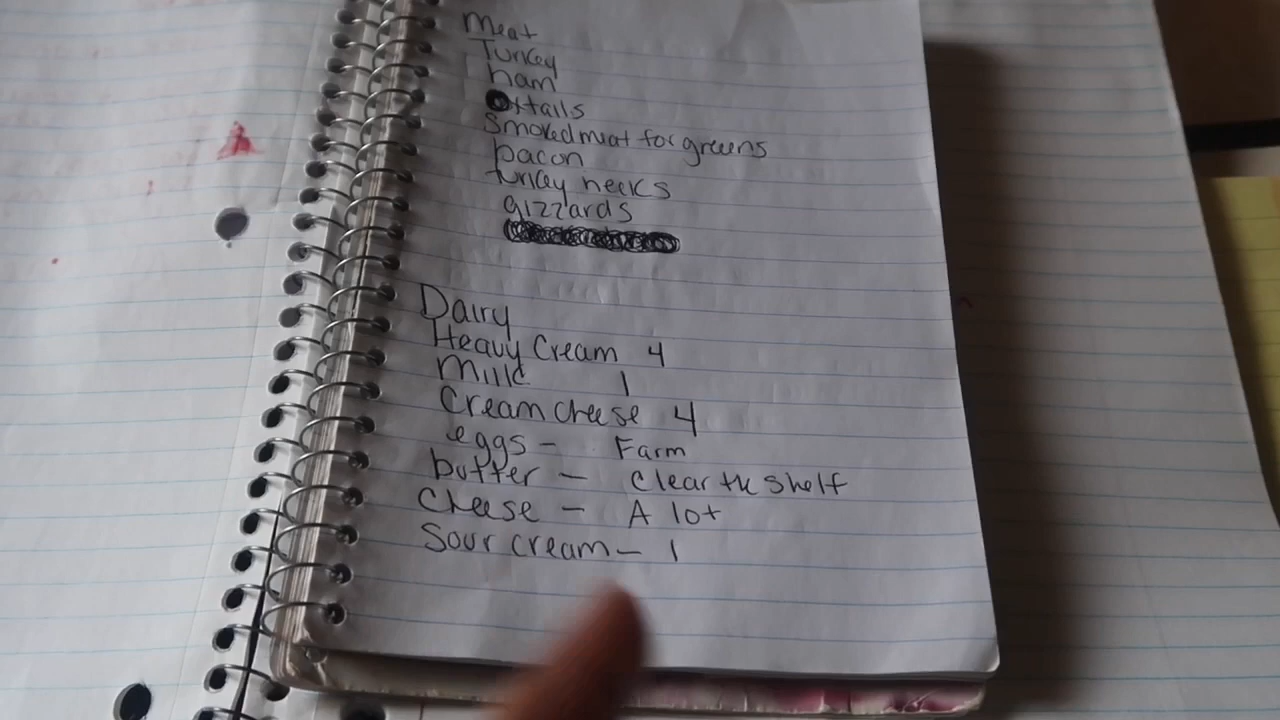 Meat
Turkey
ham
Oxtails
Smoked meat for greens
bacon
turkey necks
gizzards
Dairy
Heavy Cream 4
Milk 1
Cream cheese 4
eggs - Farm
butter - Clear the shelf
Cheese - A lot
Sour cream - 1